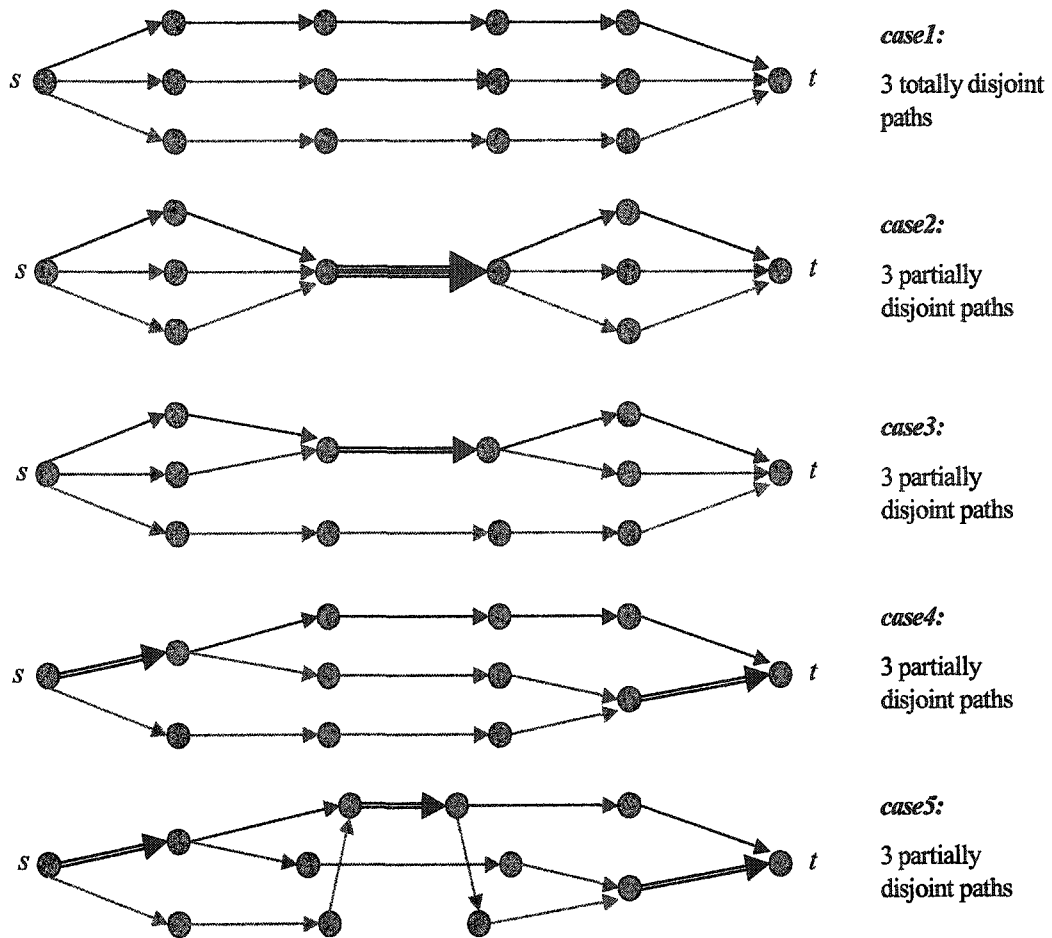 case1:
s
t
3 totally disjoint
paths
case2:
s
t
3 partially
disjoint paths
case3:
s
t
3 partially
disjoint paths
case4:
s
t
3 partially
disjoint paths
case5:
s
t
3 partially
disjoint paths